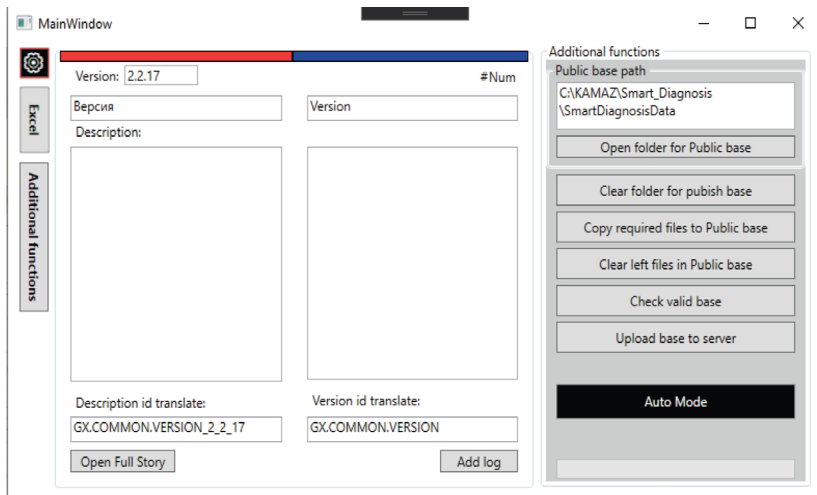 MainWindow
Excel
Additional functions
Version: 2.2.17
#Num
Версия
Version
Description:
Description id translate:
Version id translate:
GX.COMMON.VERSION_2_2_17
GX.COMMON.VERSION
Open Full Story
Add log
Additional functions
Public base path
C:\KAMAZ\Smart_Diagnosis
\SmartDiagnosisData
Open folder for Public base
Clear folder for pubish base
Copy required files to Public base
Clear left files in Public base
Check valid base
Upload base to server
Auto Mode